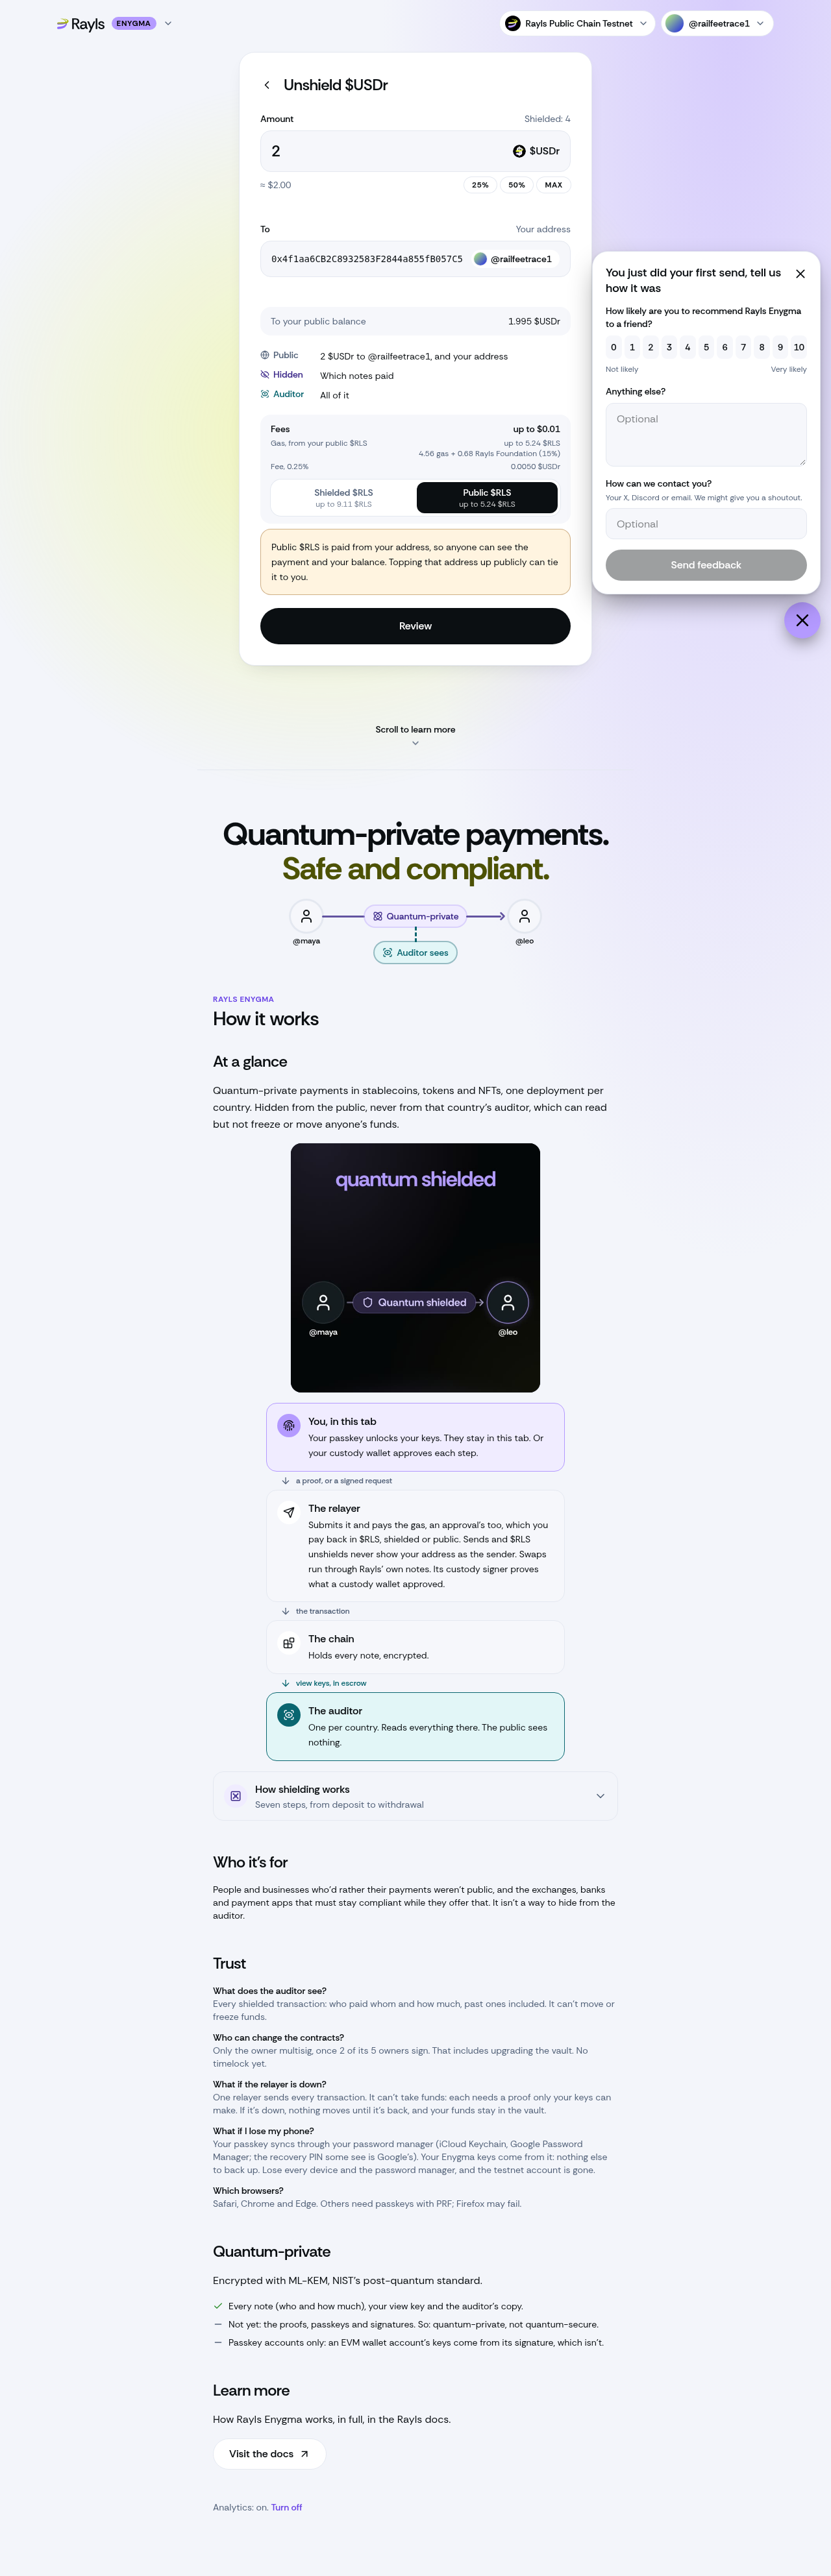 Rayls ENYGMA
Rayls Public Chain Testnet
@railfeetrace1
Unshield $USDr
Amount
Shielded: 4
2
$USDr
≈ $2.00
25%
50%
MAX
To
Your address
0x4f1aa6CB2C8932583F2844a855fB057C5
@railfeetrace1
To your public balance
1.995 $USDr
Public
2 $USDr to @railfeetrace1, and your address
Hidden
Which notes paid
Auditor
All of it
Fees
up to $0.01
Gas, from your public $RLS
up to 5.24 $RLS
4.56 gas + 0.68 Rayls Foundation (15%)
Fee, 0.25%
0.0050 $USDr
Shielded $RLS
up to 9.11 $RLS
Public $RLS
up to 5.24 $RLS
Public $RLS is paid from your address, so anyone can see the
payment and your balance. Topping that address up publicly can tie
it to you.
Review
You just did your first send, tell us
how it was
How likely are you to recommend Rayls Enygma
to a friend?
0 1 2 3 4 5 6 7 8 9 10
Not likely
Very likely
Anything else?
Optional
How can we contact you?
Your X, Discord or email. We might give you a shoutout.
Optional
Send feedback
Scroll to learn more
Quantum-private payments.
Safe and compliant.
Quantum-private
@maya
@leo
Auditor sees
RAYLS ENYGMA
How it works
At a glance
Quantum-private payments in stablecoins, tokens and NFTs, one deployment per
country. Hidden from the public, never from that country's auditor, which can read
but not freeze or move anyone's funds.
quantum shielded
Quantum shielded
@maya
@leo
You, in this tab
Your passkey unlocks your keys. They stay in this tab. Or
your custody wallet approves each step.
a proof, or a signed request
The relayer
Submits it and pays the gas, an approval's too, which you
pay back in $RLS, shielded or public. Sends and $RLS
unshields never show your address as the sender. Swaps
run through Rayls' own notes. Its custody signer proves
what a custody wallet approved.
the transaction
The chain
Holds every note, encrypted.
view keys, in escrow
The auditor
One per country. Reads everything there. The public sees
nothing.
How shielding works
Seven steps, from deposit to withdrawal
Who it's for
People and businesses who'd rather their payments weren't public, and the exchanges, banks
and payment apps that must stay compliant while they offer that. It isn't a way to hide from the
auditor.
Trust
What does the auditor see?
Every shielded transaction: who paid whom and how much, past ones included. It can't move or
freeze funds.
Who can change the contracts?
Only the owner multisig, once 2 of its 5 owners sign. That includes upgrading the vault. No
timelock yet.
What if the relayer is down?
One relayer sends every transaction. It can't take funds: each needs a proof only your keys can
make. If it's down, nothing moves until it's back, and your funds stay in the vault.
What if I lose my phone?
Your passkey syncs through your password manager (iCloud Keychain, Google Password
Manager; the recovery PIN some see is Google's). Your Enygma keys come from it: nothing else
to back up. Lose every device and the password manager, and the testnet account is gone.
Which browsers?
Safari, Chrome and Edge. Others need passkeys with PRF; Firefox may fail.
Quantum-private
Encrypted with ML-KEM, NIST's post-quantum standard.
Every note (who and how much), your view key and the auditor's copy.
Not yet: the proofs, passkeys and signatures. So: quantum-private, not quantum-secure.
Passkey accounts only: an EVM wallet account's keys come from its signature, which isn't.
Learn more
How Rayls Enygma works, in full, in the Rayls docs.
Visit the docs
Analytics: on. Turn off